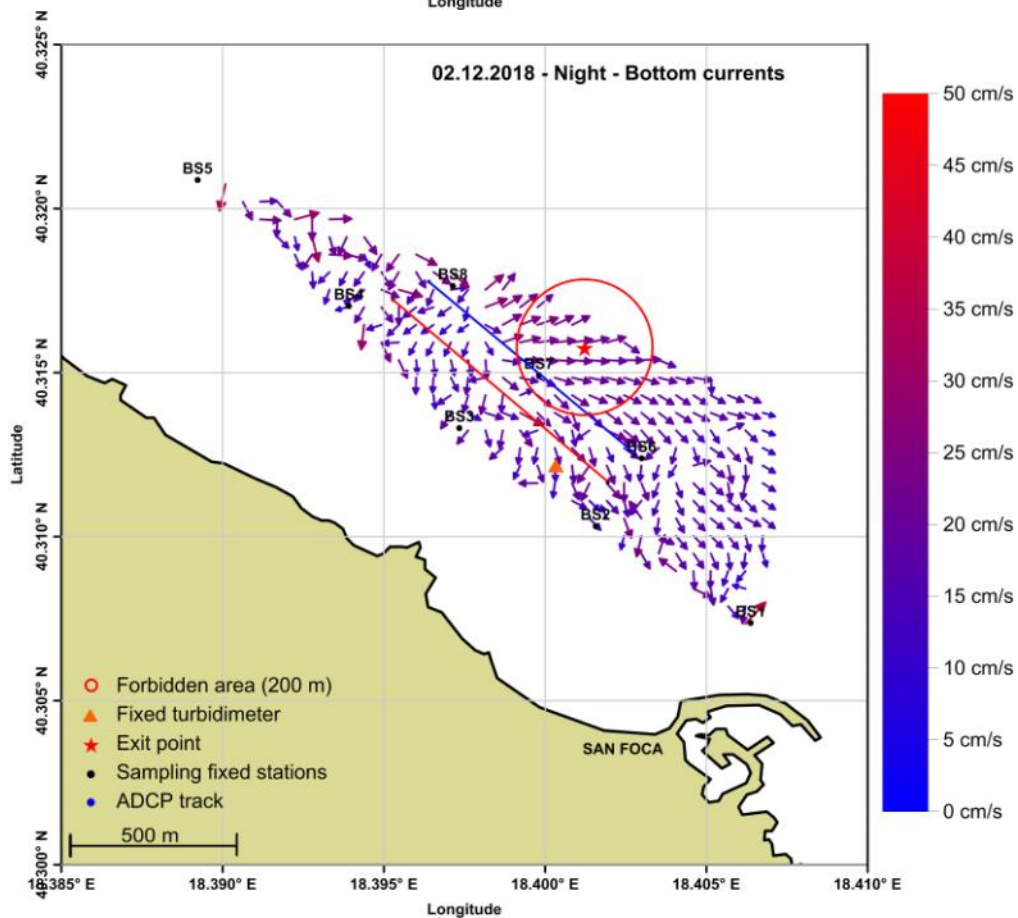 Longitude
02.12.2018 - Night - Bottom currents
40.325° N
40.320° N
40.315° N
40.310° N
40.305° N
40.300° N
Latitude
BS5
BS8
BS4
BS7
BS3
BS6
BS2
BS1
SAN FOCA
Forbidden area (200 m)
Fixed turbidimeter
Exit point
Sampling fixed stations
ADCP track
500 m
18.385° E
18.390° E
18.395° E
18.400° E
18.405° E
18.410° E
Longitude
50 cm/s
45 cm/s
40 cm/s
35 cm/s
30 cm/s
25 cm/s
20 cm/s
15 cm/s
10 cm/s
5 cm/s
0 cm/s